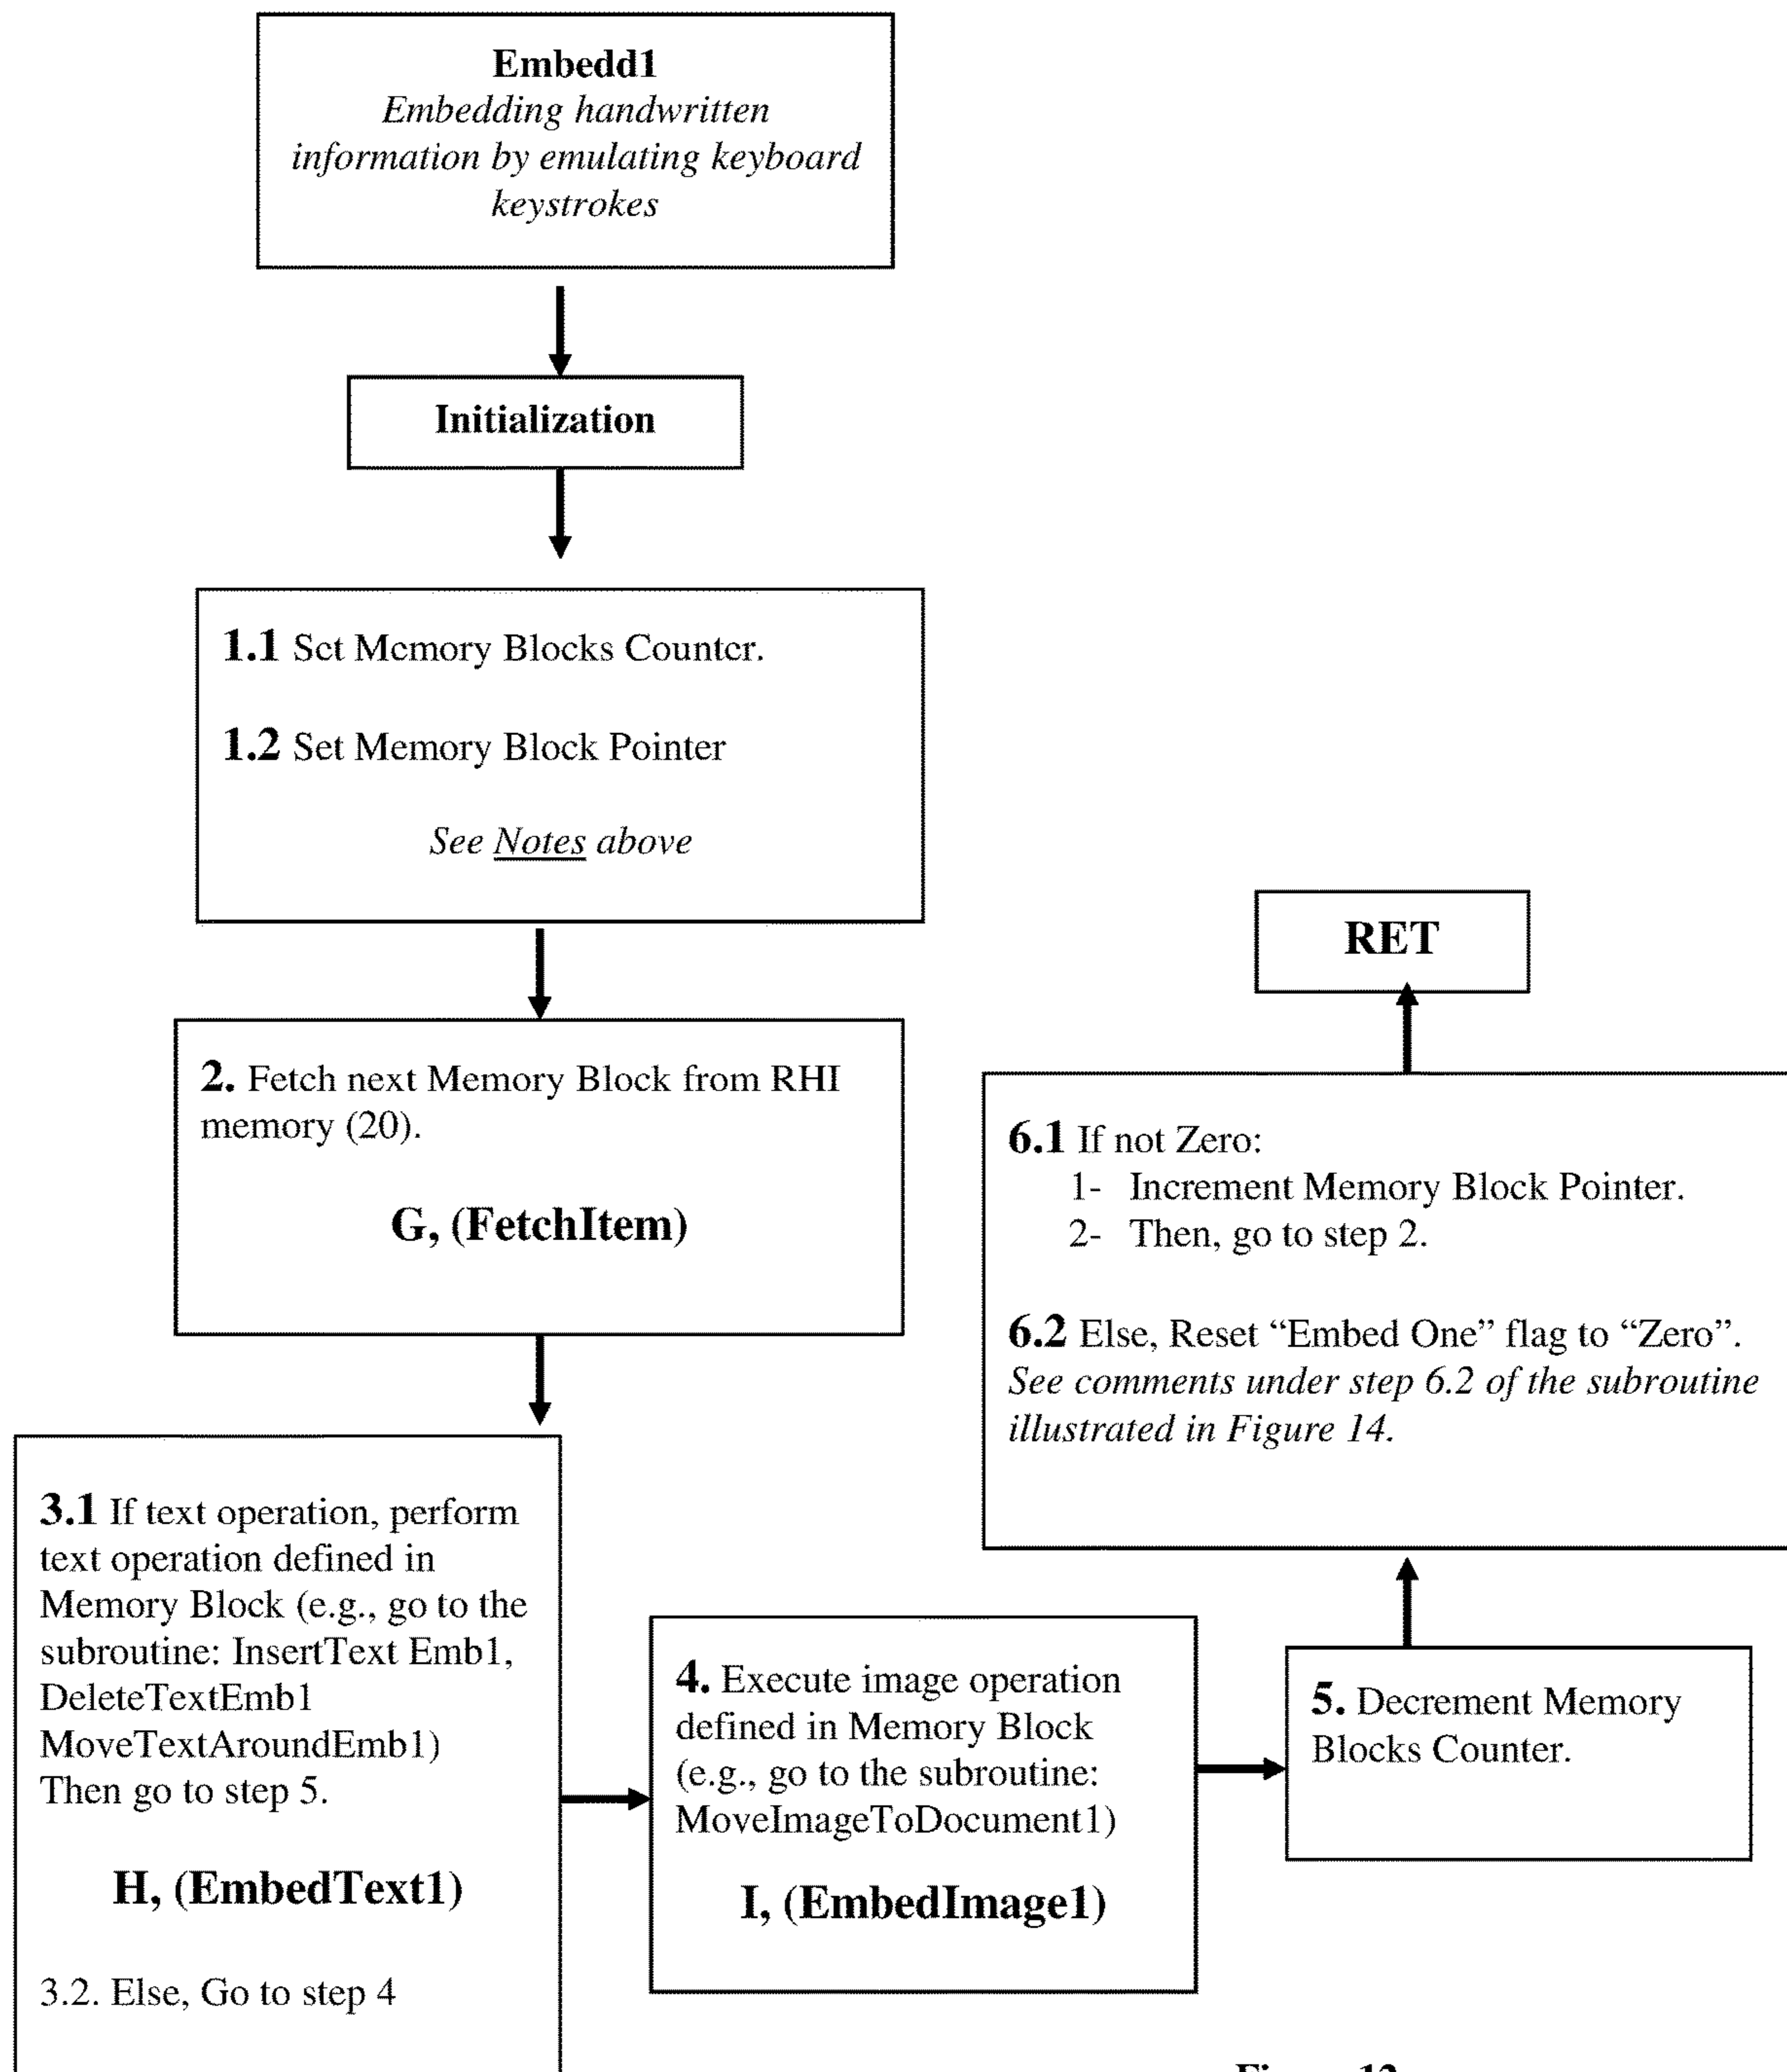 Embedd1
Embedding handwritten
information by emulating keyboard
keystrokes
Initialization
1.1 Set Memory Blocks Counter.
1.2 Set Memory Block Pointer
See Notes above
2. Fetch next Memory Block from RHI
memory (20).
G, (FetchItem)
3.1 If text operation, perform
text operation defined in
Memory Block (e.g., go to the
subroutine: InsertText Emb1,
DeleteTextEmb1
MoveTextAroundEmb1)
Then go to step 5.
H, (EmbedText1)
3.2. Else, Go to step 4
4. Execute image operation
defined in Memory Block
(e.g., go to the subroutine:
MoveImageToDocument1)
I, (EmbedImage1)
5. Decrement Memory
Blocks Counter.
6.1 If not Zero:
1- Increment Memory Block Pointer.
2- Then, go to step 2.
6.2 Else, Reset “Embed One” flag to “Zero”.
See comments under step 6.2 of the subroutine
illustrated in Figure 14.
RET